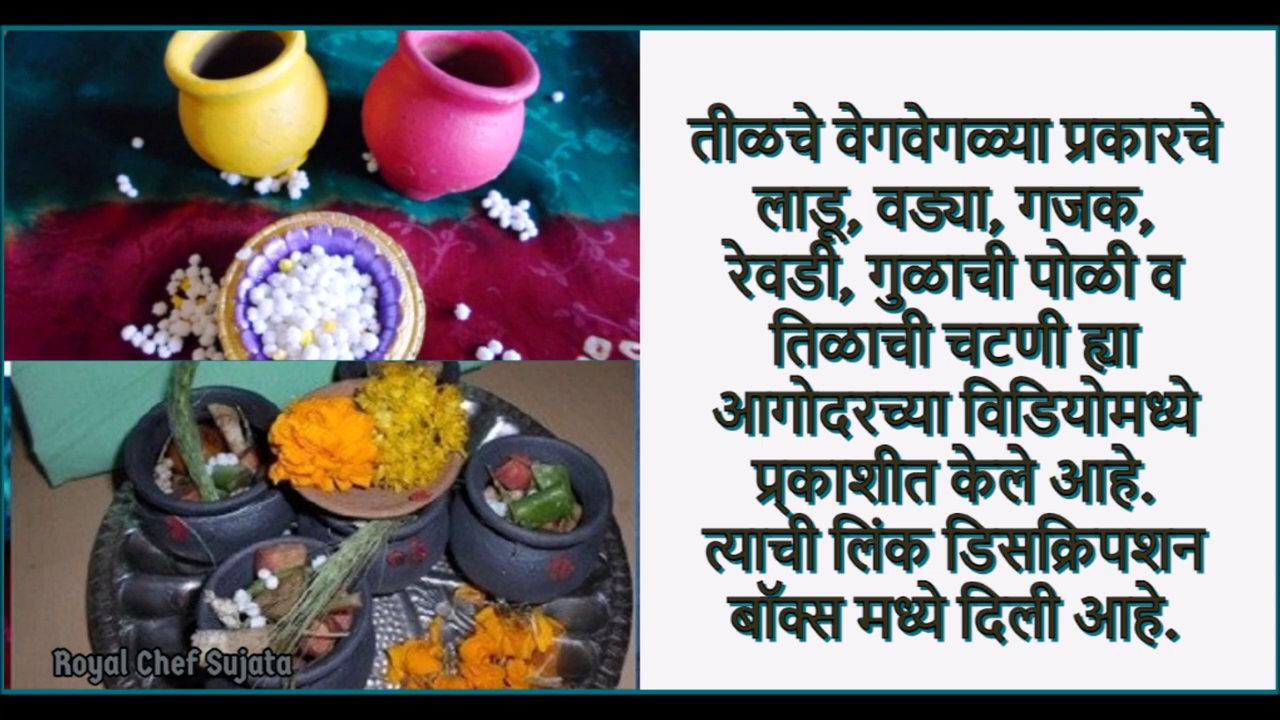 तीळचे वेगवेगळ्या प्रकारचे
लाडू, वड्या, गजक,
रेवडी, गुळाची पोळी व
तिळाची चटणी ह्या
आगोदरच्या विडियोमध्ये
प्रकाशीत केले आहे.
त्याची लिंक डिसक्रिपशन
बॉक्स मध्ये दिली आहे.
Royal Chef Sujata